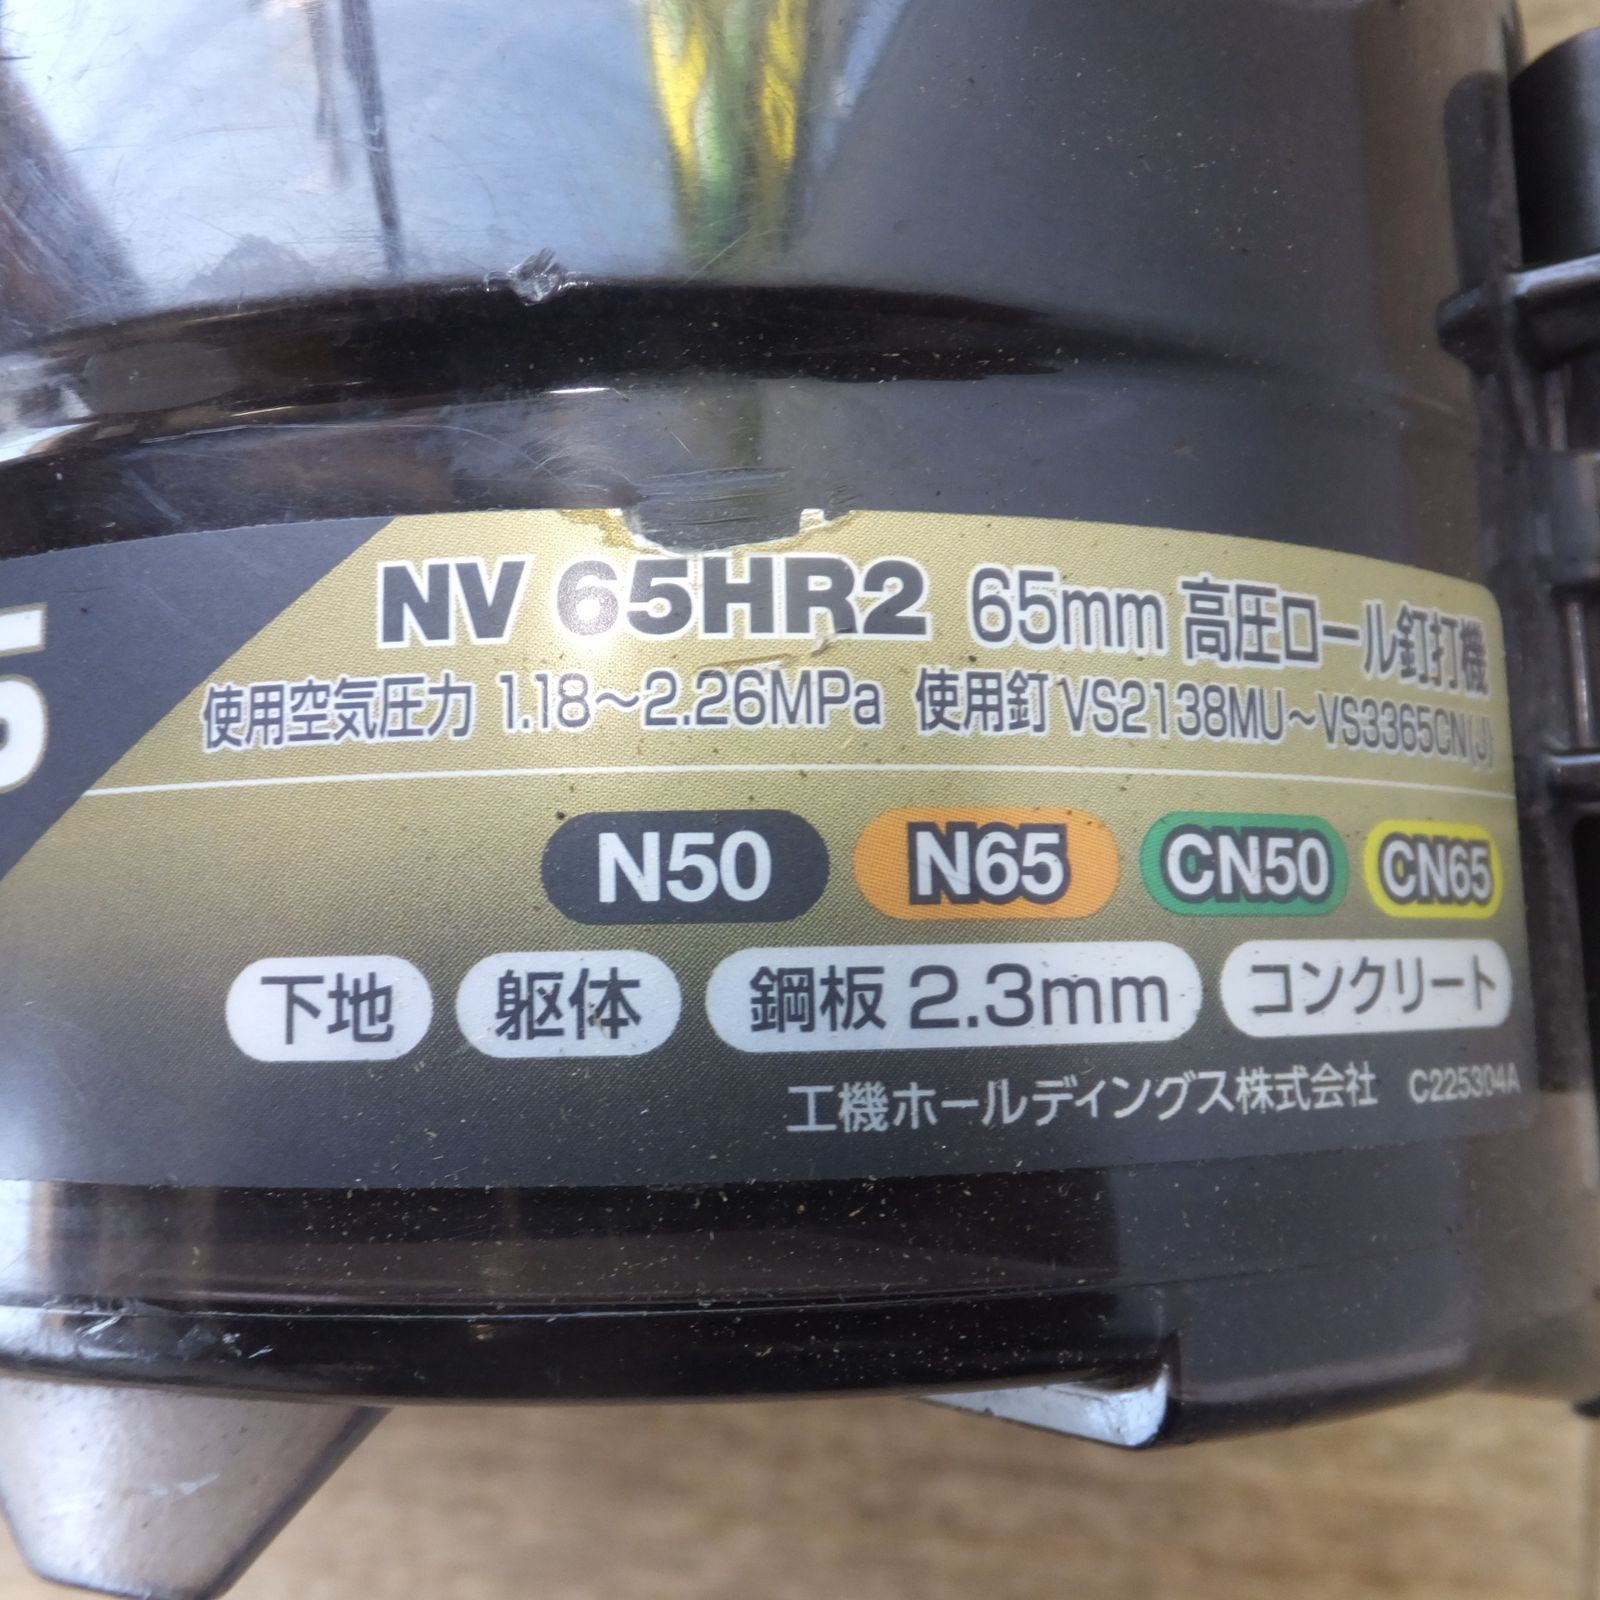 5
NV 65HR2 65mm 高圧ロール釘打機
使用空気圧力 1.18～2.26MPa 使用釘 VS2138MU～VS3365CN(J)
N50 N65 CN50 CN65
下地 躯体 鋼板 2.3mm コンクリート
工機ホールディングス株式会社 C225304A